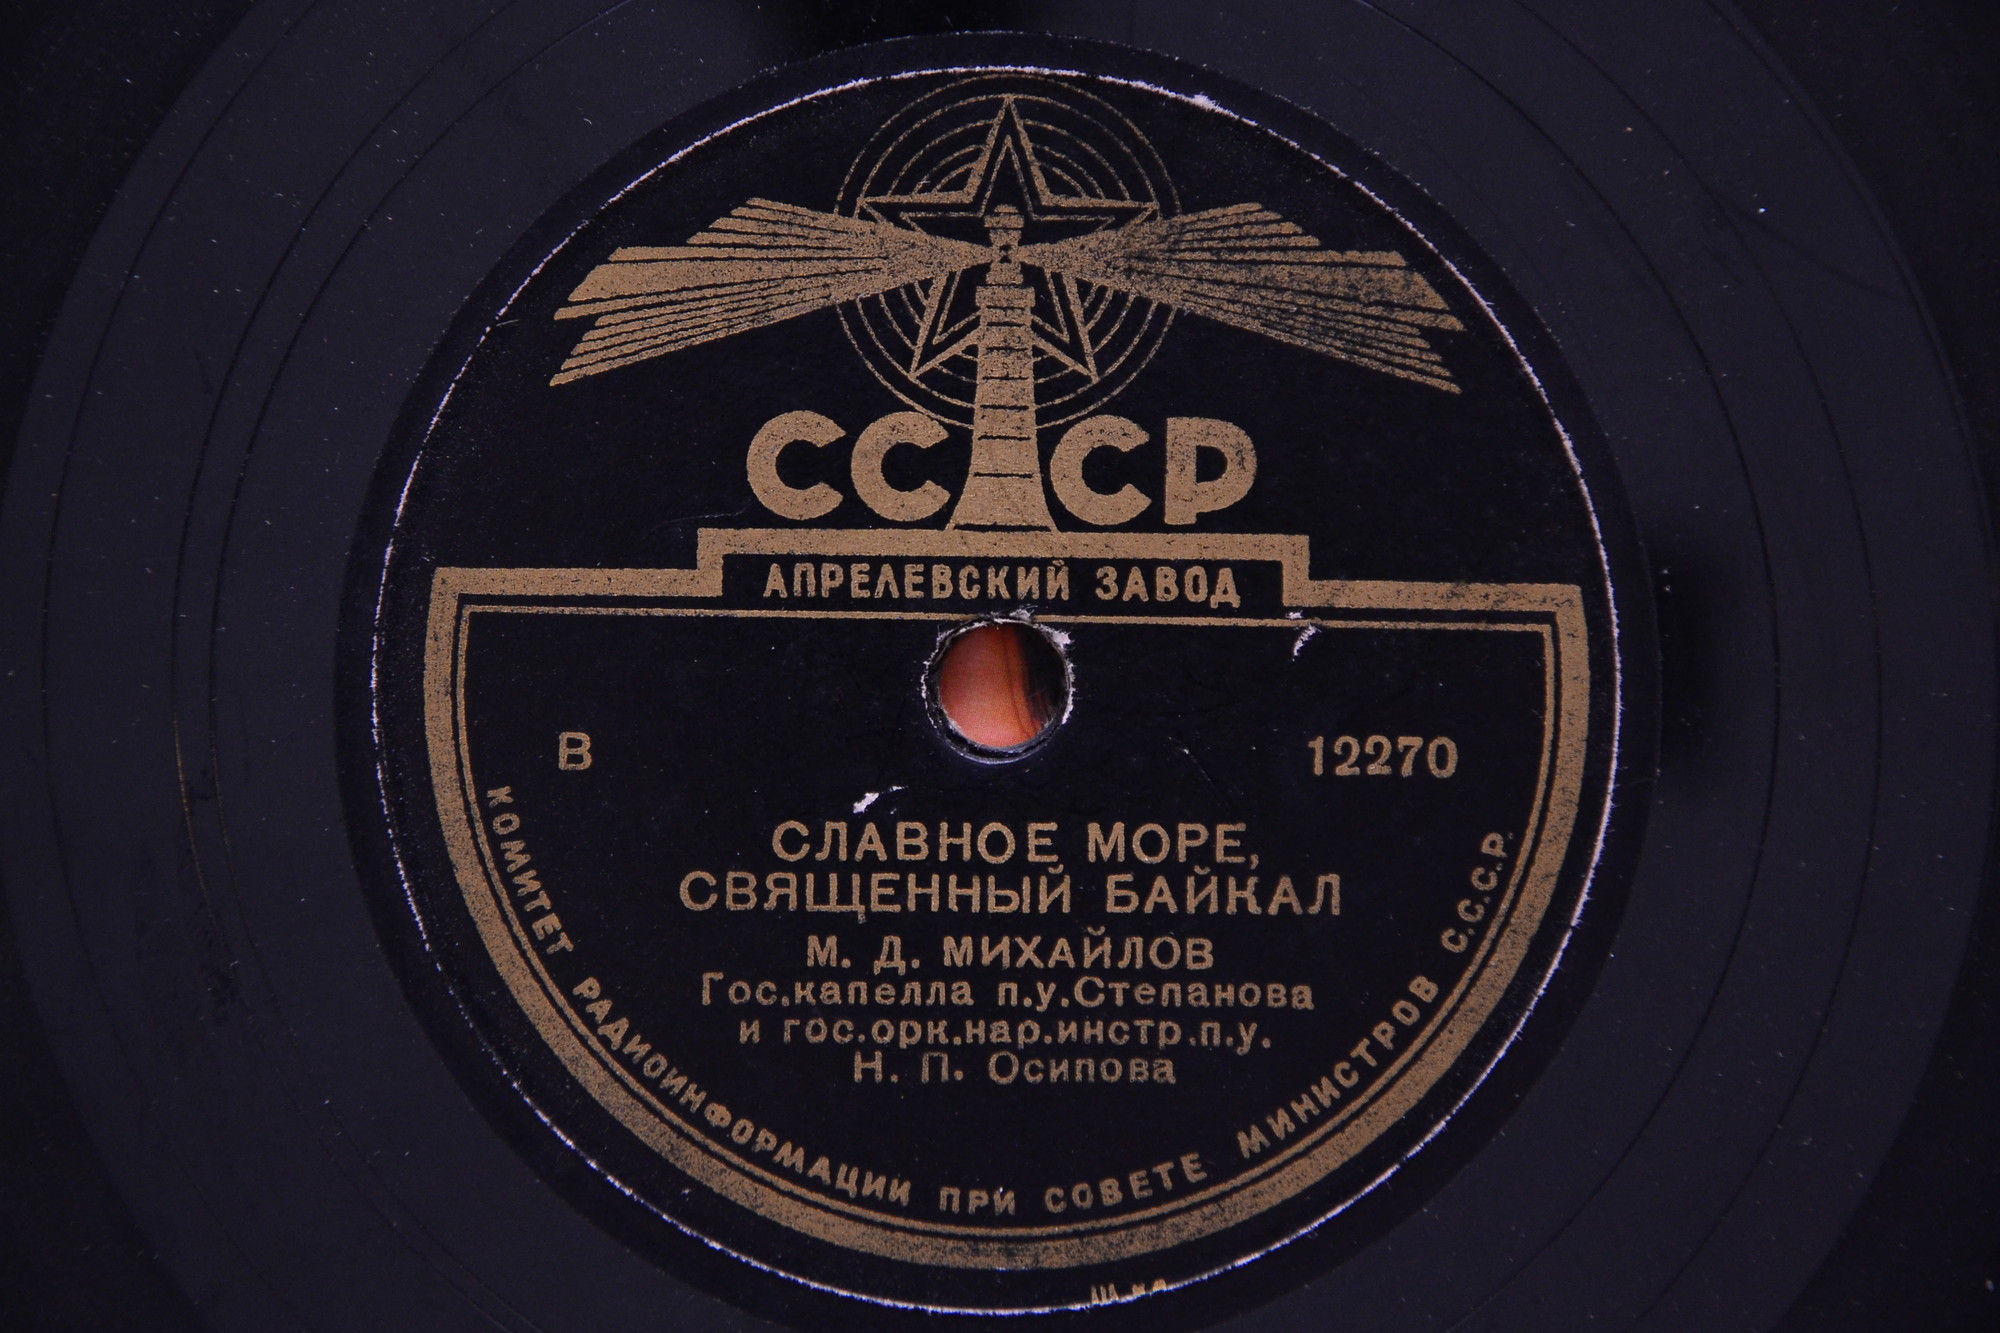 СССР
АПРЕЛЕВСКИЙ ЗАВОД
В 12270
СЛАВНОЕ МОРЕ,
СВЯЩЕННЫЙ БАЙКАЛ
М. Д. МИХАЙЛОВ
Гос.капелла п.у.Степанова
и гос.орк.нар.инстр.п.у.
Н. П. Осипова
КОМИТЕТ РАДИОИНФОРМАЦИИ ПРИ СОВЕТЕ МИНИСТРОВ С.С.С.Р.